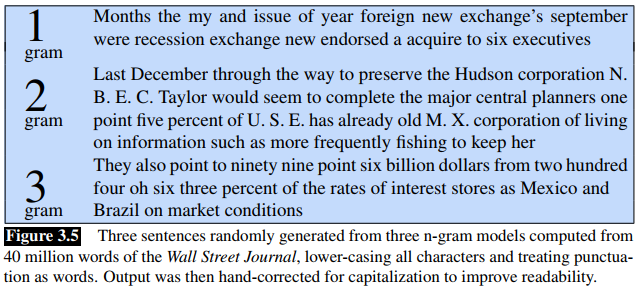 1
gram
Months the my and issue of year foreign new exchange's september
were recession exchange new endorsed a acquire to six executives
2
gram
Last December through the way to preserve the Hudson corporation N.
B. E. C. Taylor would seem to complete the major central planners one
point five percent of U. S. E. has already old M. X. corporation of living
on information such as more frequently fishing to keep her
3
gram
They also point to ninety nine point six billion dollars from two hundred
four oh six three percent of the rates of interest stores as Mexico and
Brazil on market conditions
Figure 3.5 Three sentences randomly generated from three n-gram models computed from
40 million words of the Wall Street Journal, lower-casing all characters and treating punctua-
tion as words. Output was then hand-corrected for capitalization to improve readability.